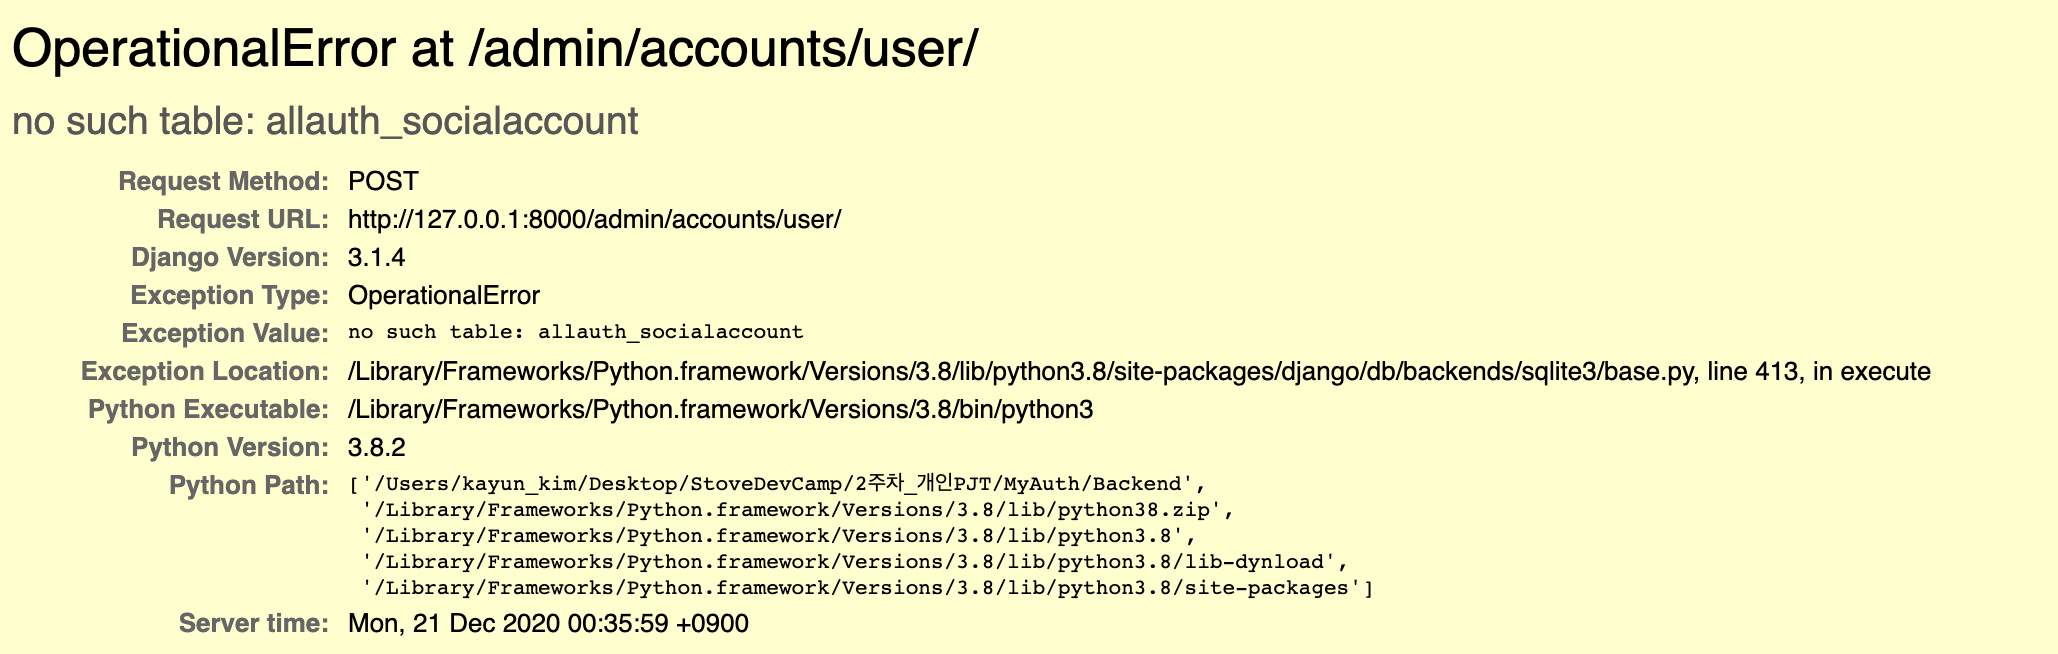 OperationalError at /admin/accounts/user/
no such table: allauth_socialaccount
Request Method: POST
Request URL: http://127.0.0.1:8000/admin/accounts/user/
Django Version: 3.1.4
Exception Type: OperationalError
Exception Value: no such table: allauth_socialaccount
Exception Location: /Library/Frameworks/Python.framework/Versions/3.8/lib/python3.8/site-packages/django/db/backends/sqlite3/base.py, line 413, in execute
Python Executable: /Library/Frameworks/Python.framework/Versions/3.8/bin/python3
Python Version: 3.8.2
Python Path: ['/Users/kayun_kim/Desktop/StoveDevCamp/2주차_개인PJT/MyAuth/Backend',
'/Library/Frameworks/Python.framework/Versions/3.8/lib/python38.zip',
'/Library/Frameworks/Python.framework/Versions/3.8/lib/python3.8',
'/Library/Frameworks/Python.framework/Versions/3.8/lib/python3.8/lib-dynload',
'/Library/Frameworks/Python.framework/Versions/3.8/lib/python3.8/site-packages']
Server time: Mon, 21 Dec 2020 00:35:59 +0900